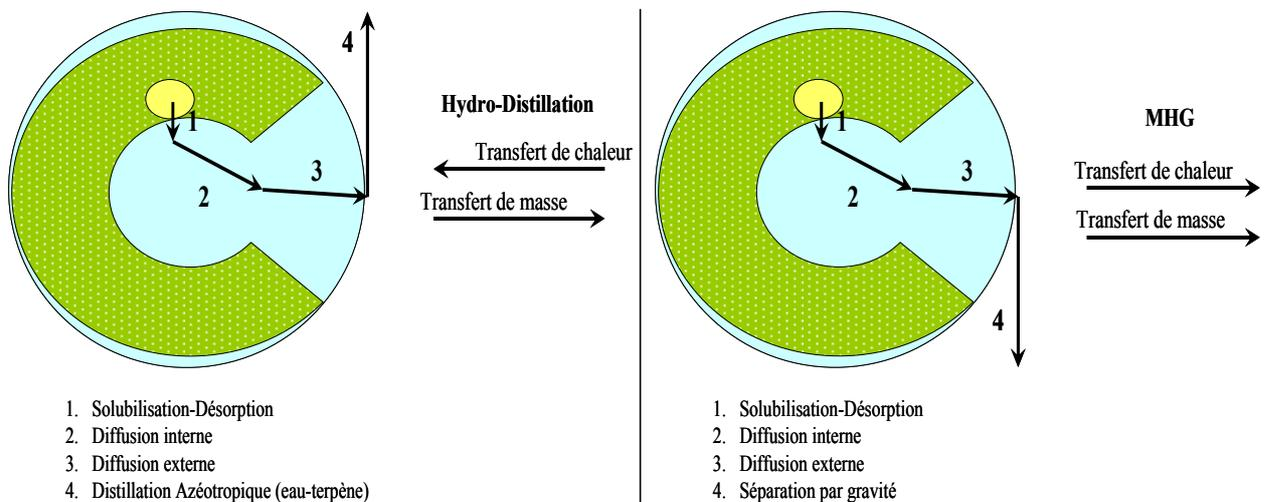 4
1
3
2
Hydro-Distillation
Transfert de chaleur
Transfert de masse
1. Solubilisation-Désorption
2. Diffusion interne
3. Diffusion externe
4. Distillation Azéotropique (eau-terpène)
1
3
2
4
MHG
Transfert de chaleur
Transfert de masse
1. Solubilisation-Désorption
2. Diffusion interne
3. Diffusion externe
4. Séparation par gravité